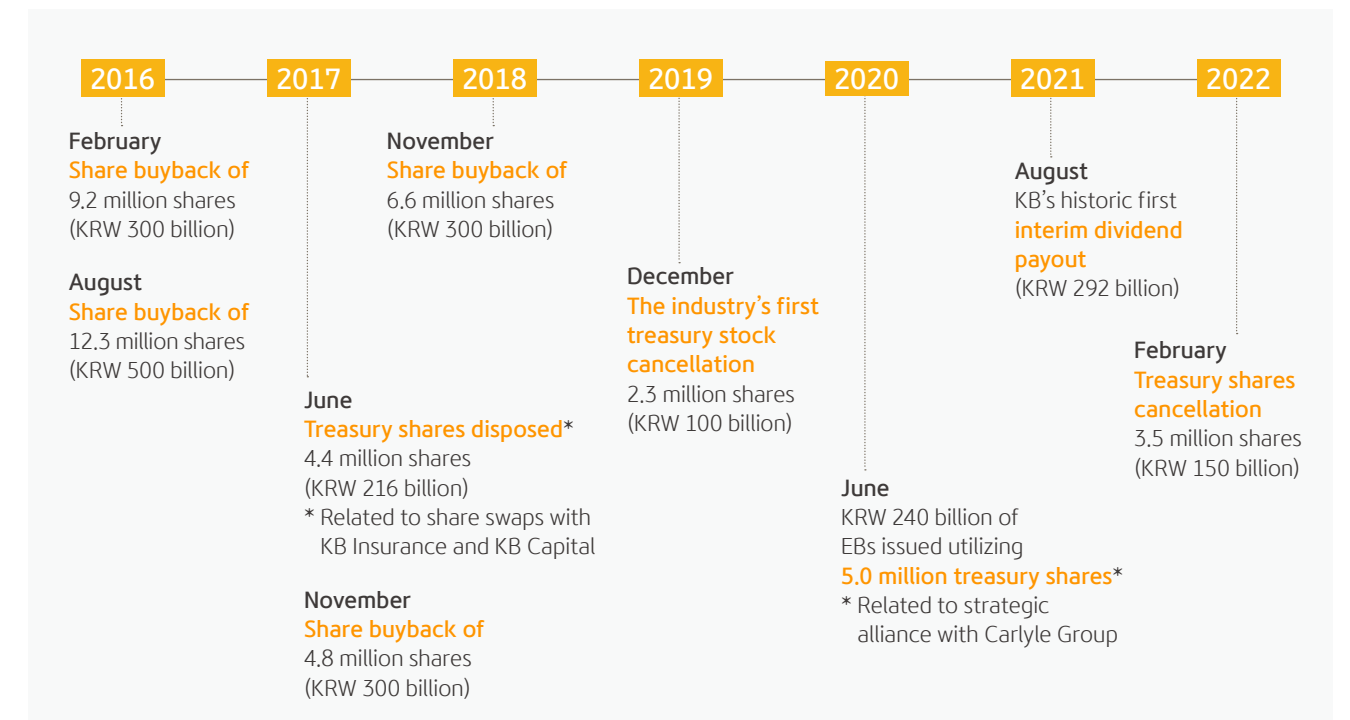 2016
2017
2018
2019
2020
2021
2022
February
Share buyback of
9.2 million shares
(KRW 300 billion)
August
Share buyback of
12.3 million shares
(KRW 500 billion)
June
Treasury shares disposed*
4.4 million shares
(KRW 216 billion)
* Related to share swaps with
KB Insurance and KB Capital
November
Share buyback of
4.8 million shares
(KRW 300 billion)
November
Share buyback of
6.6 million shares
(KRW 300 billion)
December
The industry's first
treasury stock
cancellation
2.3 million shares
(KRW 100 billion)
June
KRW 240 billion of
EBs issued utilizing
5.0 million treasury shares*
* Related to strategic
alliance with Carlyle Group
August
KB's historic first
interim dividend
payout
(KRW 292 billion)
February
Treasury shares
cancellation
3.5 million shares
(KRW 150 billion)